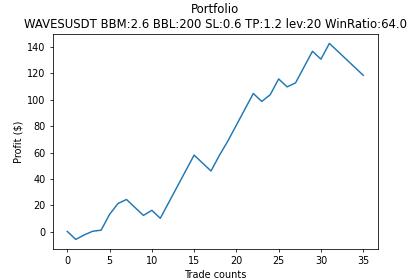 Portfolio
WAVESUSDT BBM:2.6 BBL:200 SL:0.6 TP:1.2 lev:20 WinRatio:64.0
140
120
100
80
60
40
20
0
Profit ($)
0 5 10 15 20 25 30 35
Trade counts